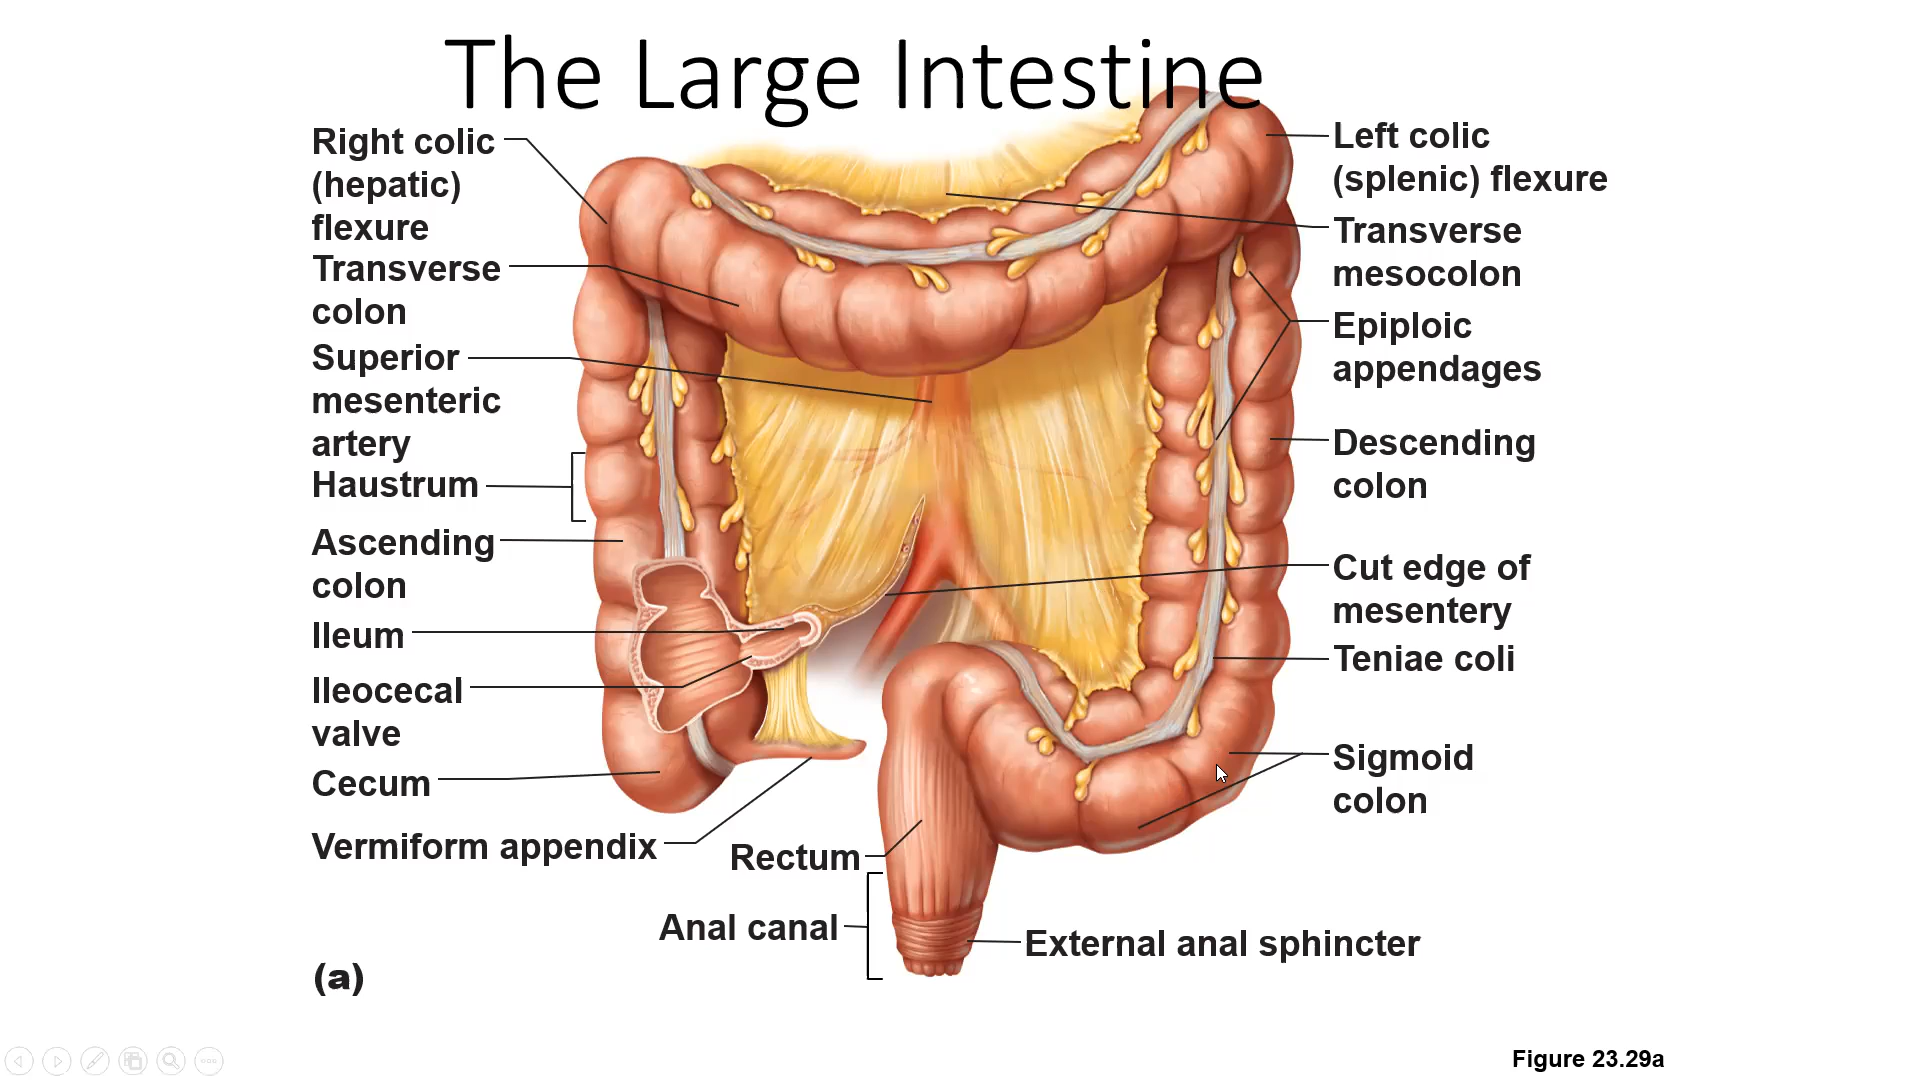 The Large Intestine
Right colic
(hepatic)
flexure
Transverse
colon
Superior
mesenteric
artery
Haustrum
Ascending
colon
Ileum
Ileocecal
valve
Cecum
Vermiform appendix
Rectum
Anal canal
External anal sphincter
Left colic
(splenic) flexure
Transverse
mesocolon
Epiploic
appendages
Descending
colon
Cut edge of
mesentery
Teniae coli
Sigmoid
colon
(a)
Figure 23.29a